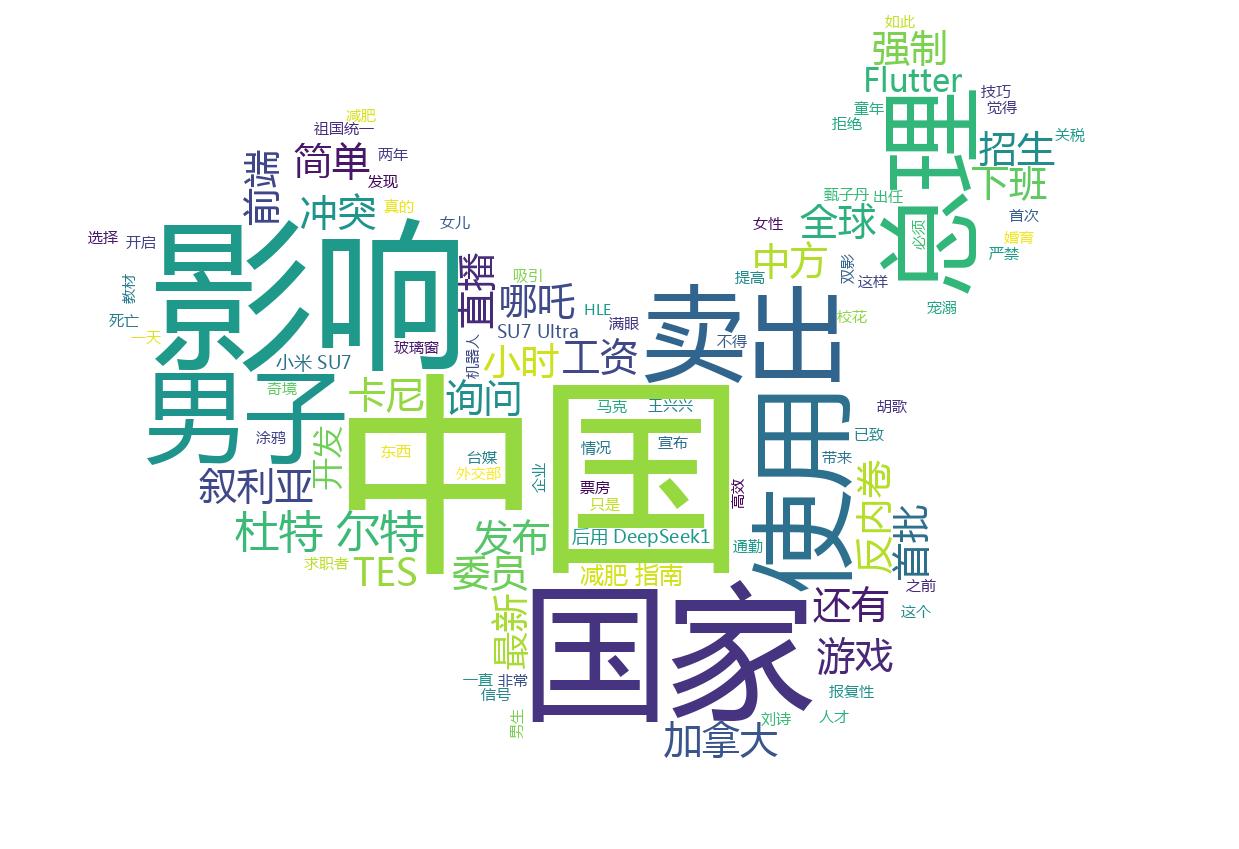 如此
强制
Flutter
技巧
童年
觉得
总理
拒绝
招生
关税
减肥
祖国统一
简单
两年
前端
发现
下班
甄子丹
出任
冲突
真的
全球
首次
女儿
女性
必须
婚育
选择
开启
影响
中方
严禁
直播
吸引
双影
提高
这样
教材
哪吒
HLE
宠溺
死亡
满眼
SU7 Ultra
卖
出
校花
一天
玻璃窗
机器人
不得
小米 SU7
小时
工资
男子
奇境
卡尼
询问
中国
马克
王兴兴
使用
胡歌
涂鸦
开发
东西
台媒
情况
宣布
已致
带来
叙利亚
外交部
企业
票房
高效
反内卷
只是
首批
杜特 尔特
发布
后用 DeepSeek1
通勤
求职者
TES
委员
减肥 指南
之前
最新
国家
还有
这个
游戏
一直
非常
信号
报复性
男生
刘诗
人才
加拿大